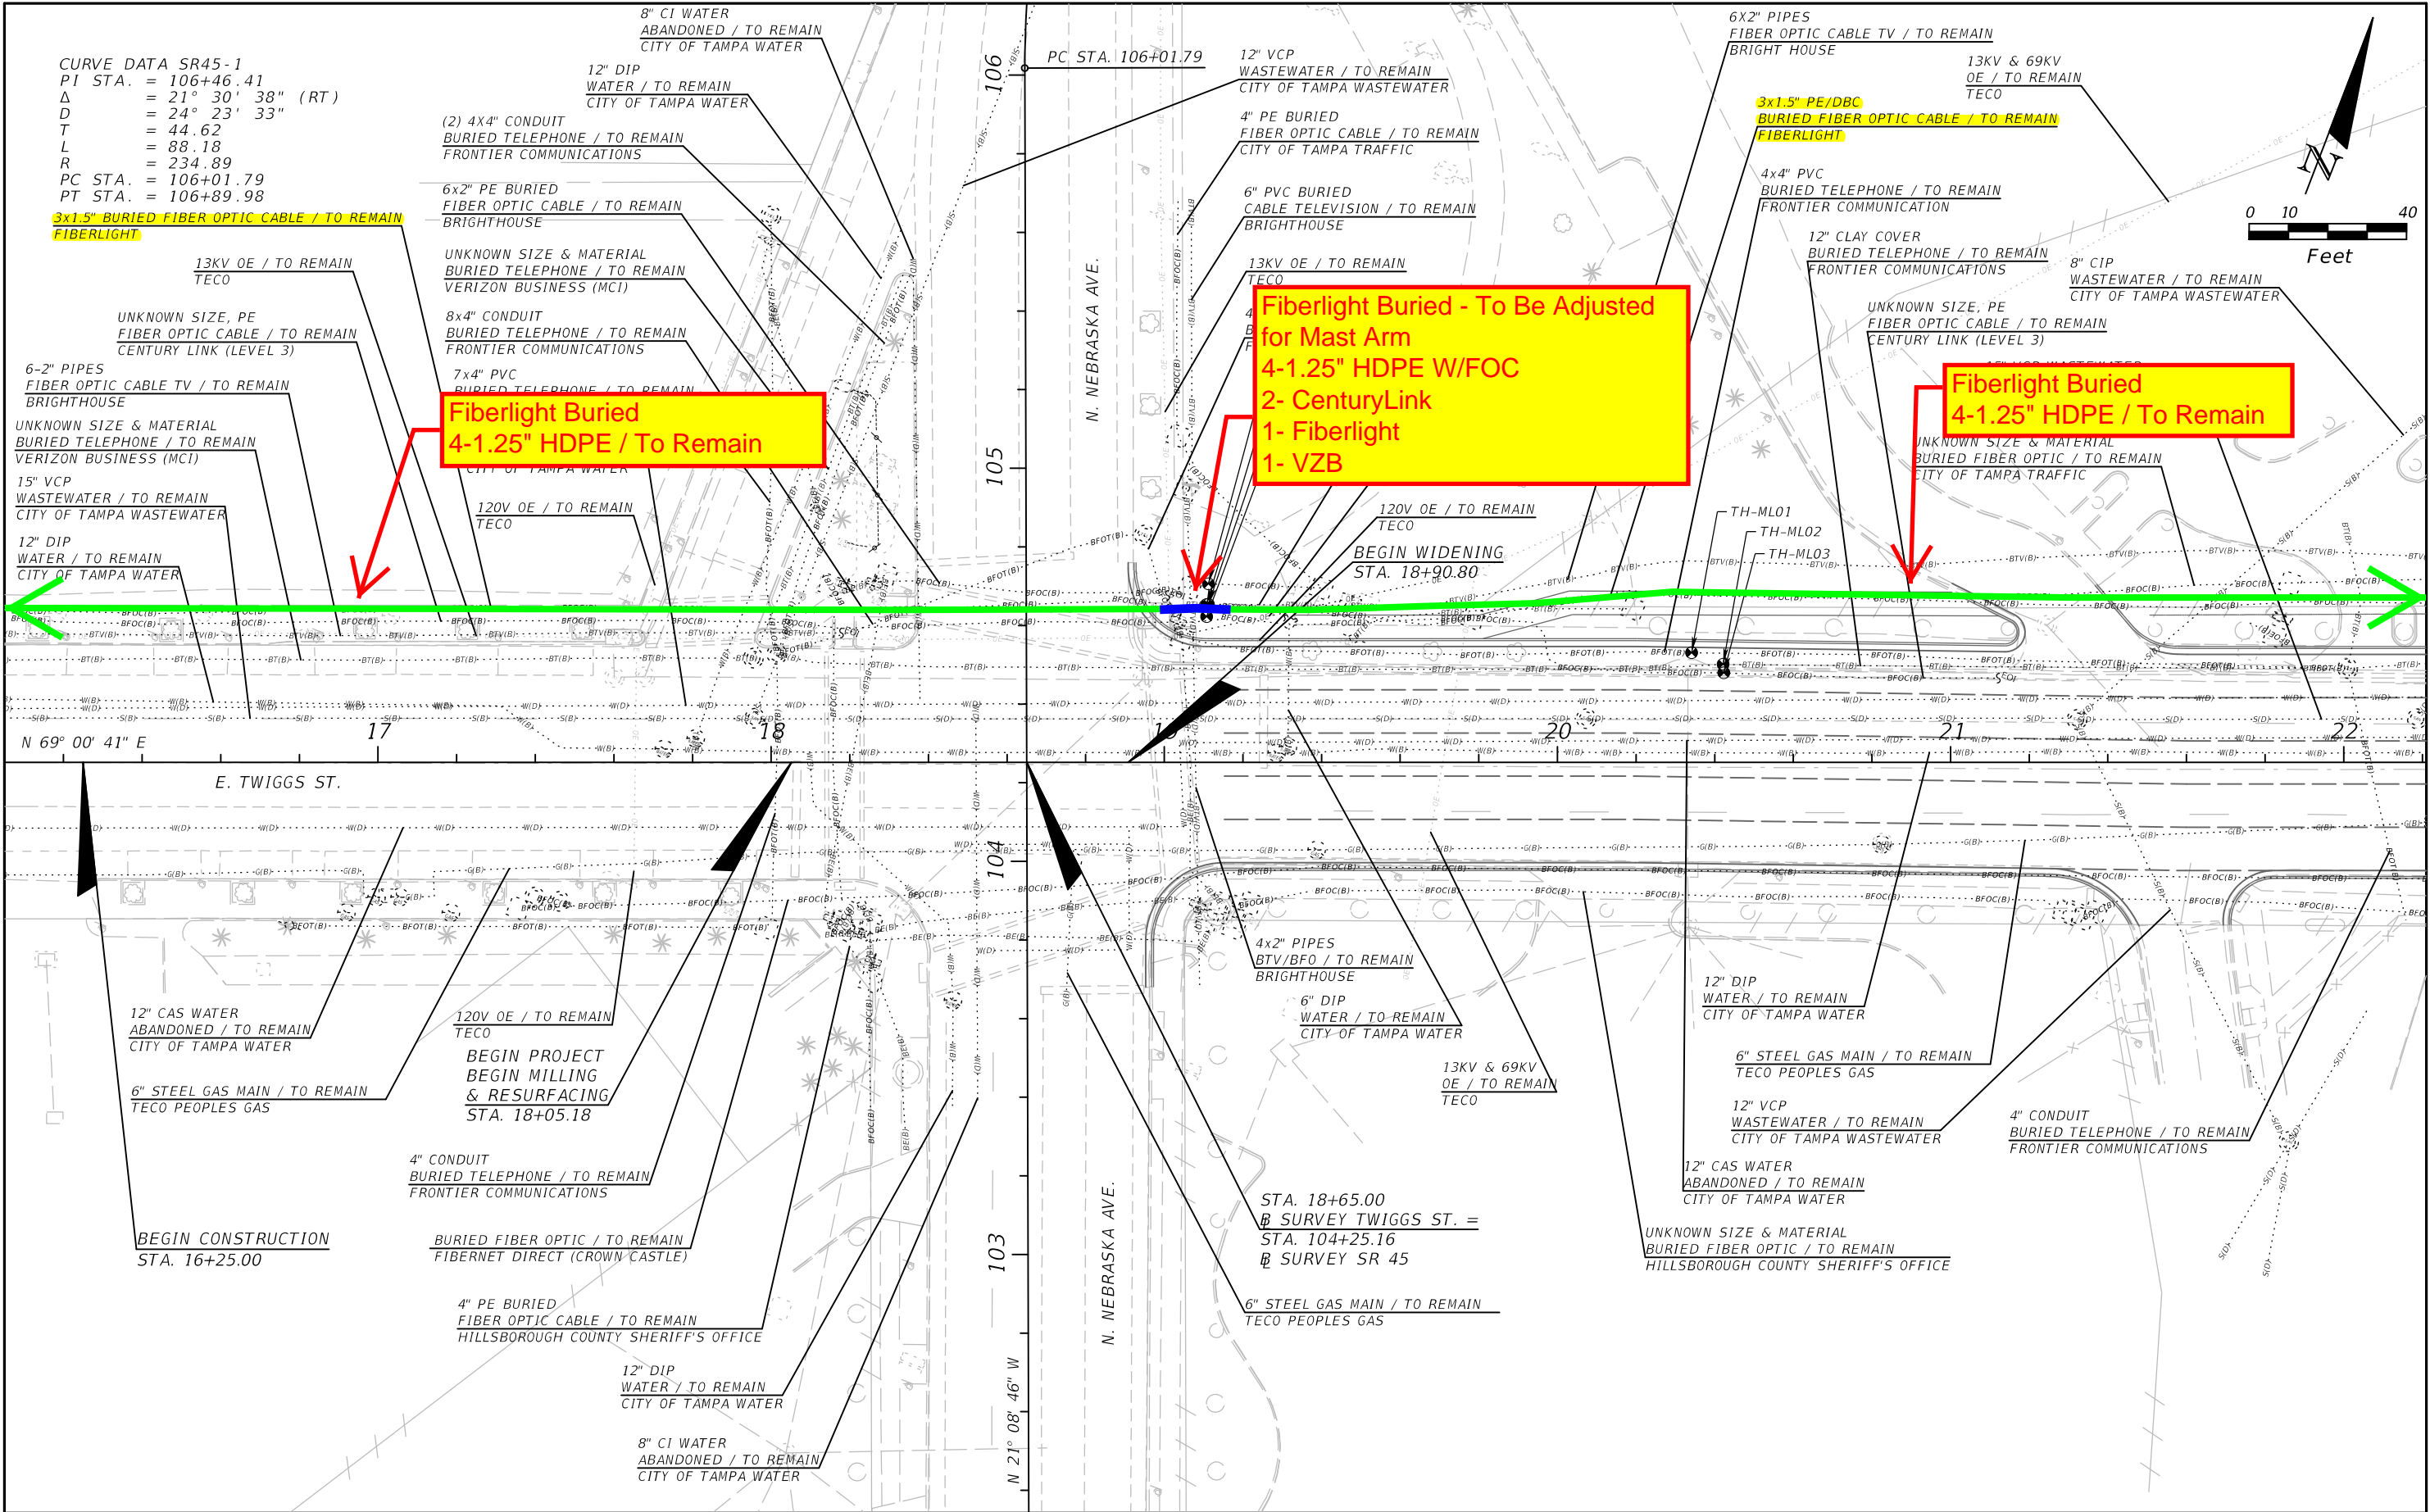 CURVE DATA SR45-1
PI STA. = 106+46.41
Δ = 21° 30' 38" (RT)
D = 24° 23' 33"
T = 44.62
L = 88.18
R = 234.89
PC STA. = 106+01.79
PT STA. = 106+89.98
3x1.5" BURIED FIBER OPTIC CABLE / TO REMAIN
FIBERLIGHT
13KV OE / TO REMAIN
TECO
UNKNOWN SIZE, PE
FIBER OPTIC CABLE / TO REMAIN
CENTURY LINK (LEVEL 3)
6-2" PIPES
FIBER OPTIC CABLE TV / TO REMAIN
BRIGHTHOUSE
UNKNOWN SIZE & MATERIAL
BURIED TELEPHONE / TO REMAIN
VERIZON BUSINESS (MCI)
15" VCP
WASTEWATER / TO REMAIN
CITY OF TAMPA WASTEWATER
12" DIP
WATER / TO REMAIN
CITY OF TAMPA WATER
8" CI WATER
ABANDONED / TO REMAIN
CITY OF TAMPA WATER
12" DIP
WATER / TO REMAIN
CITY OF TAMPA WATER
(2) 4X4" CONDUIT
BURIED TELEPHONE / TO REMAIN
FRONTIER COMMUNICATIONS
6x2" PE BURIED
FIBER OPTIC CABLE / TO REMAIN
BRIGHTHOUSE
UNKNOWN SIZE & MATERIAL
BURIED TELEPHONE / TO REMAIN
VERIZON BUSINESS (MCI)
8x4" CONDUIT
BURIED TELEPHONE / TO REMAIN
FRONTIER COMMUNICATIONS
7x4" PVC
BURIED TELEPHONE / TO REMAIN
Fiberlight Buried
4-1.25" HDPE / To Remain
CITY OF TAMPA WATER
120V OE / TO REMAIN
TECO
106
PC STA. 106+01.79
105
N. NEBRASKA AVE.
12" VCP
WASTEWATER / TO REMAIN
CITY OF TAMPA WASTEWATER
4" PE BURIED
FIBER OPTIC CABLE / TO REMAIN
CITY OF TAMPA TRAFFIC
6" PVC BURIED
CABLE TELEVISION / TO REMAIN
BRIGHTHOUSE
13KV OE / TO REMAIN
TECO
Fiberlight Buried - To Be Adjusted
for Mast Arm
4-1.25" HDPE W/FOC
2- CenturyLink
1- Fiberlight
1- VZB
120V OE / TO REMAIN
TECO
BEGIN WIDENING
STA. 18+90.80
6X2" PIPES
FIBER OPTIC CABLE TV / TO REMAIN
BRIGHT HOUSE
3x1.5" PE/DBC
BURIED FIBER OPTIC CABLE / TO REMAIN
FIBERLIGHT
4x4" PVC
BURIED TELEPHONE / TO REMAIN
FRONTIER COMMUNICATION
12" CLAY COVER
BURIED TELEPHONE / TO REMAIN
FRONTIER COMMUNICATIONS
UNKNOWN SIZE, PE
FIBER OPTIC CABLE / TO REMAIN
CENTURY LINK (LEVEL 3)
Fiberlight Buried
4-1.25" HDPE / To Remain
UNKNOWN SIZE & MATERIAL
BURIED FIBER OPTIC / TO REMAIN
CITY OF TAMPA TRAFFIC
13KV & 69KV
OE / TO REMAIN
TECO
8" CIP
WASTEWATER / TO REMAIN
CITY OF TAMPA WASTEWATER
N
0 10 40
Feet
TH-ML01
TH-ML02
TH-ML03
N 69° 00' 41" E
17 18 19 20 21 22
E. TWIGGS ST.
104
12" CAS WATER
ABANDONED / TO REMAIN
CITY OF TAMPA WATER
6" STEEL GAS MAIN / TO REMAIN
TECO PEOPLES GAS
120V OE / TO REMAIN
TECO
BEGIN PROJECT
BEGIN MILLING
& RESURFACING
STA. 18+05.18
4" CONDUIT
BURIED TELEPHONE / TO REMAIN
FRONTIER COMMUNICATIONS
BEGIN CONSTRUCTION
STA. 16+25.00
BURIED FIBER OPTIC / TO REMAIN
FIBERNET DIRECT (CROWN CASTLE)
4" PE BURIED
FIBER OPTIC CABLE / TO REMAIN
HILLSBOROUGH COUNTY SHERIFF'S OFFICE
12" DIP
WATER / TO REMAIN
CITY OF TAMPA WATER
8" CI WATER
ABANDONED / TO REMAIN
CITY OF TAMPA WATER
103
N. NEBRASKA AVE.
N 21° 08' 46" W
4x2" PIPES
BTV/BFO / TO REMAIN
BRIGHTHOUSE
6" DIP
WATER / TO REMAIN
CITY OF TAMPA WATER
13KV & 69KV
OE / TO REMAIN
TECO
STA. 18+65.00
BL SURVEY TWIGGS ST. =
STA. 104+25.16
BL SURVEY SR 45
6" STEEL GAS MAIN / TO REMAIN
TECO PEOPLES GAS
12" DIP
WATER / TO REMAIN
CITY OF TAMPA WATER
6" STEEL GAS MAIN / TO REMAIN
TECO PEOPLES GAS
12" VCP
WASTEWATER / TO REMAIN
CITY OF TAMPA WASTEWATER
12" CAS WATER
ABANDONED / TO REMAIN
CITY OF TAMPA WATER
UNKNOWN SIZE & MATERIAL
BURIED FIBER OPTIC / TO REMAIN
HILLSBOROUGH COUNTY SHERIFF'S OFFICE
4" CONDUIT
BURIED TELEPHONE / TO REMAIN
FRONTIER COMMUNICATIONS